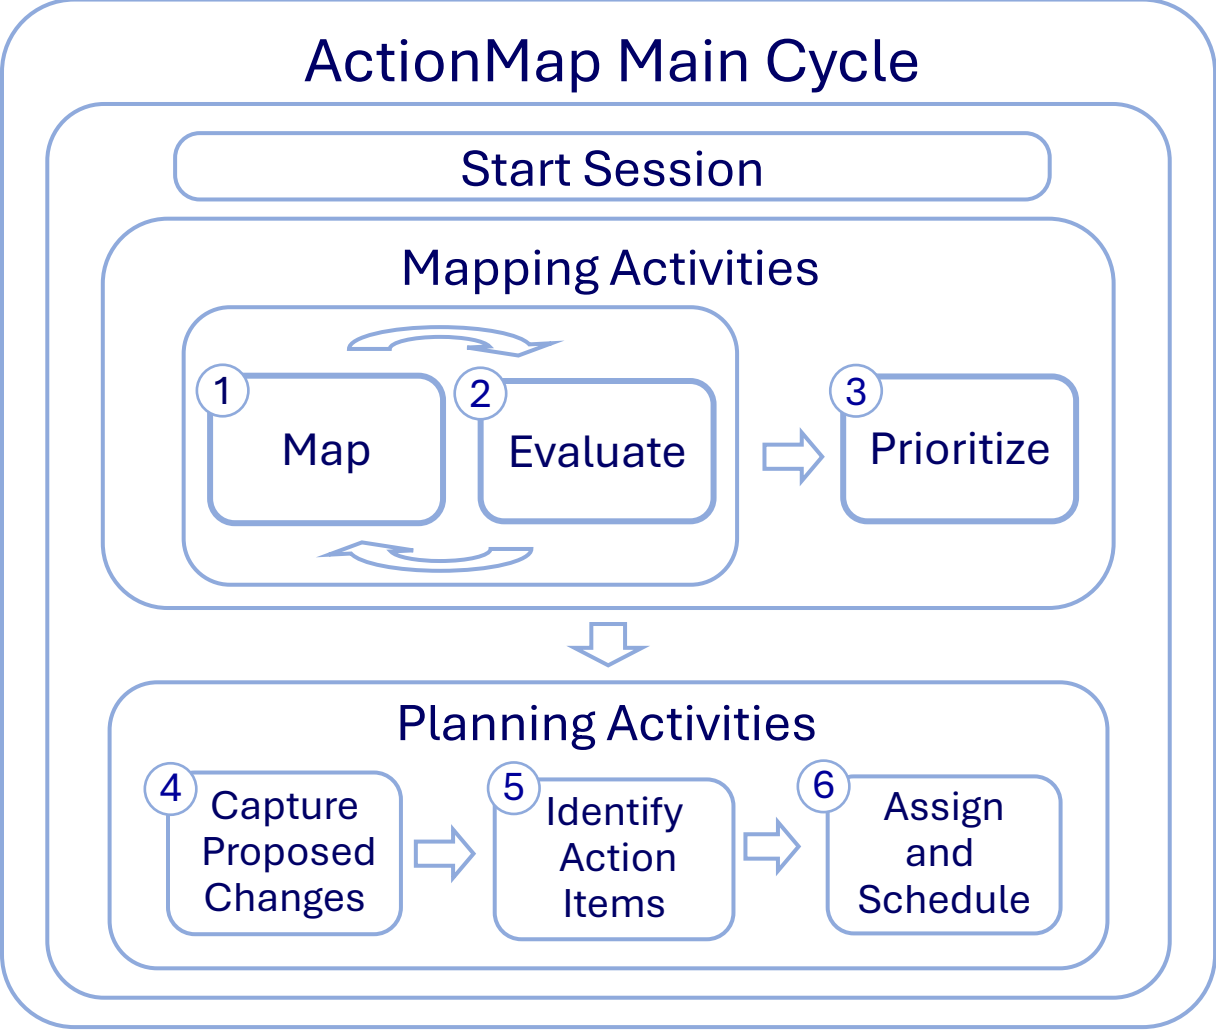 ActionMap Main Cycle
Start Session
Mapping Activities
1
Map
2
Evaluate
3
Prioritize
Planning Activities
4
Capture
Proposed
Changes
5
Identify
Action
Items
6
Assign
and
Schedule